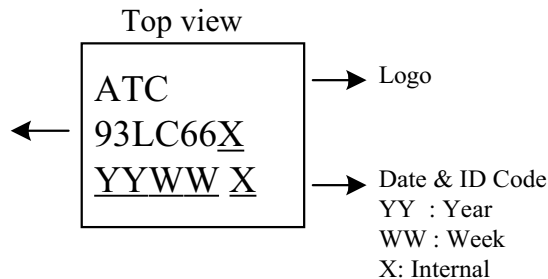 Top view
ATC
93LC66X
YYWW X
Logo
Date & ID Code
YY : Year
WW : Week
X: Internal